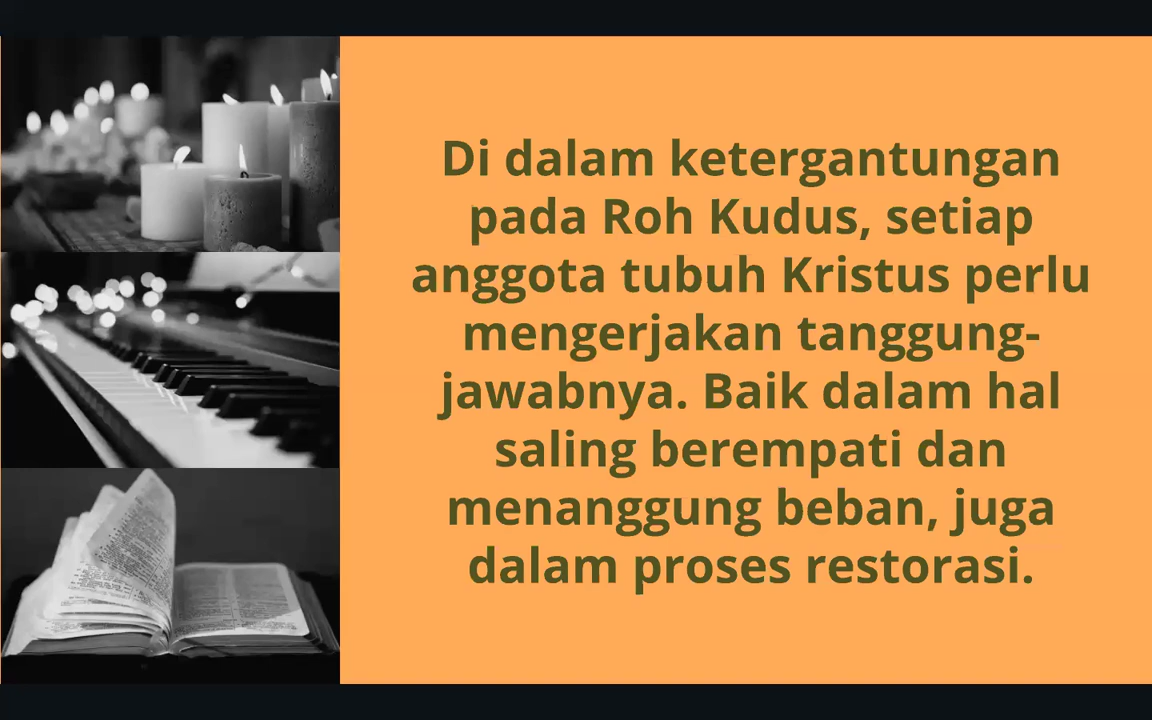 Di dalam ketergantungan
pada Roh Kudus, setiap
anggota tubuh Kristus perlu
mengerjakan tanggung-
jawabnya. Baik dalam hal
saling berempati dan
menanggung beban, juga
dalam proses restorasi.